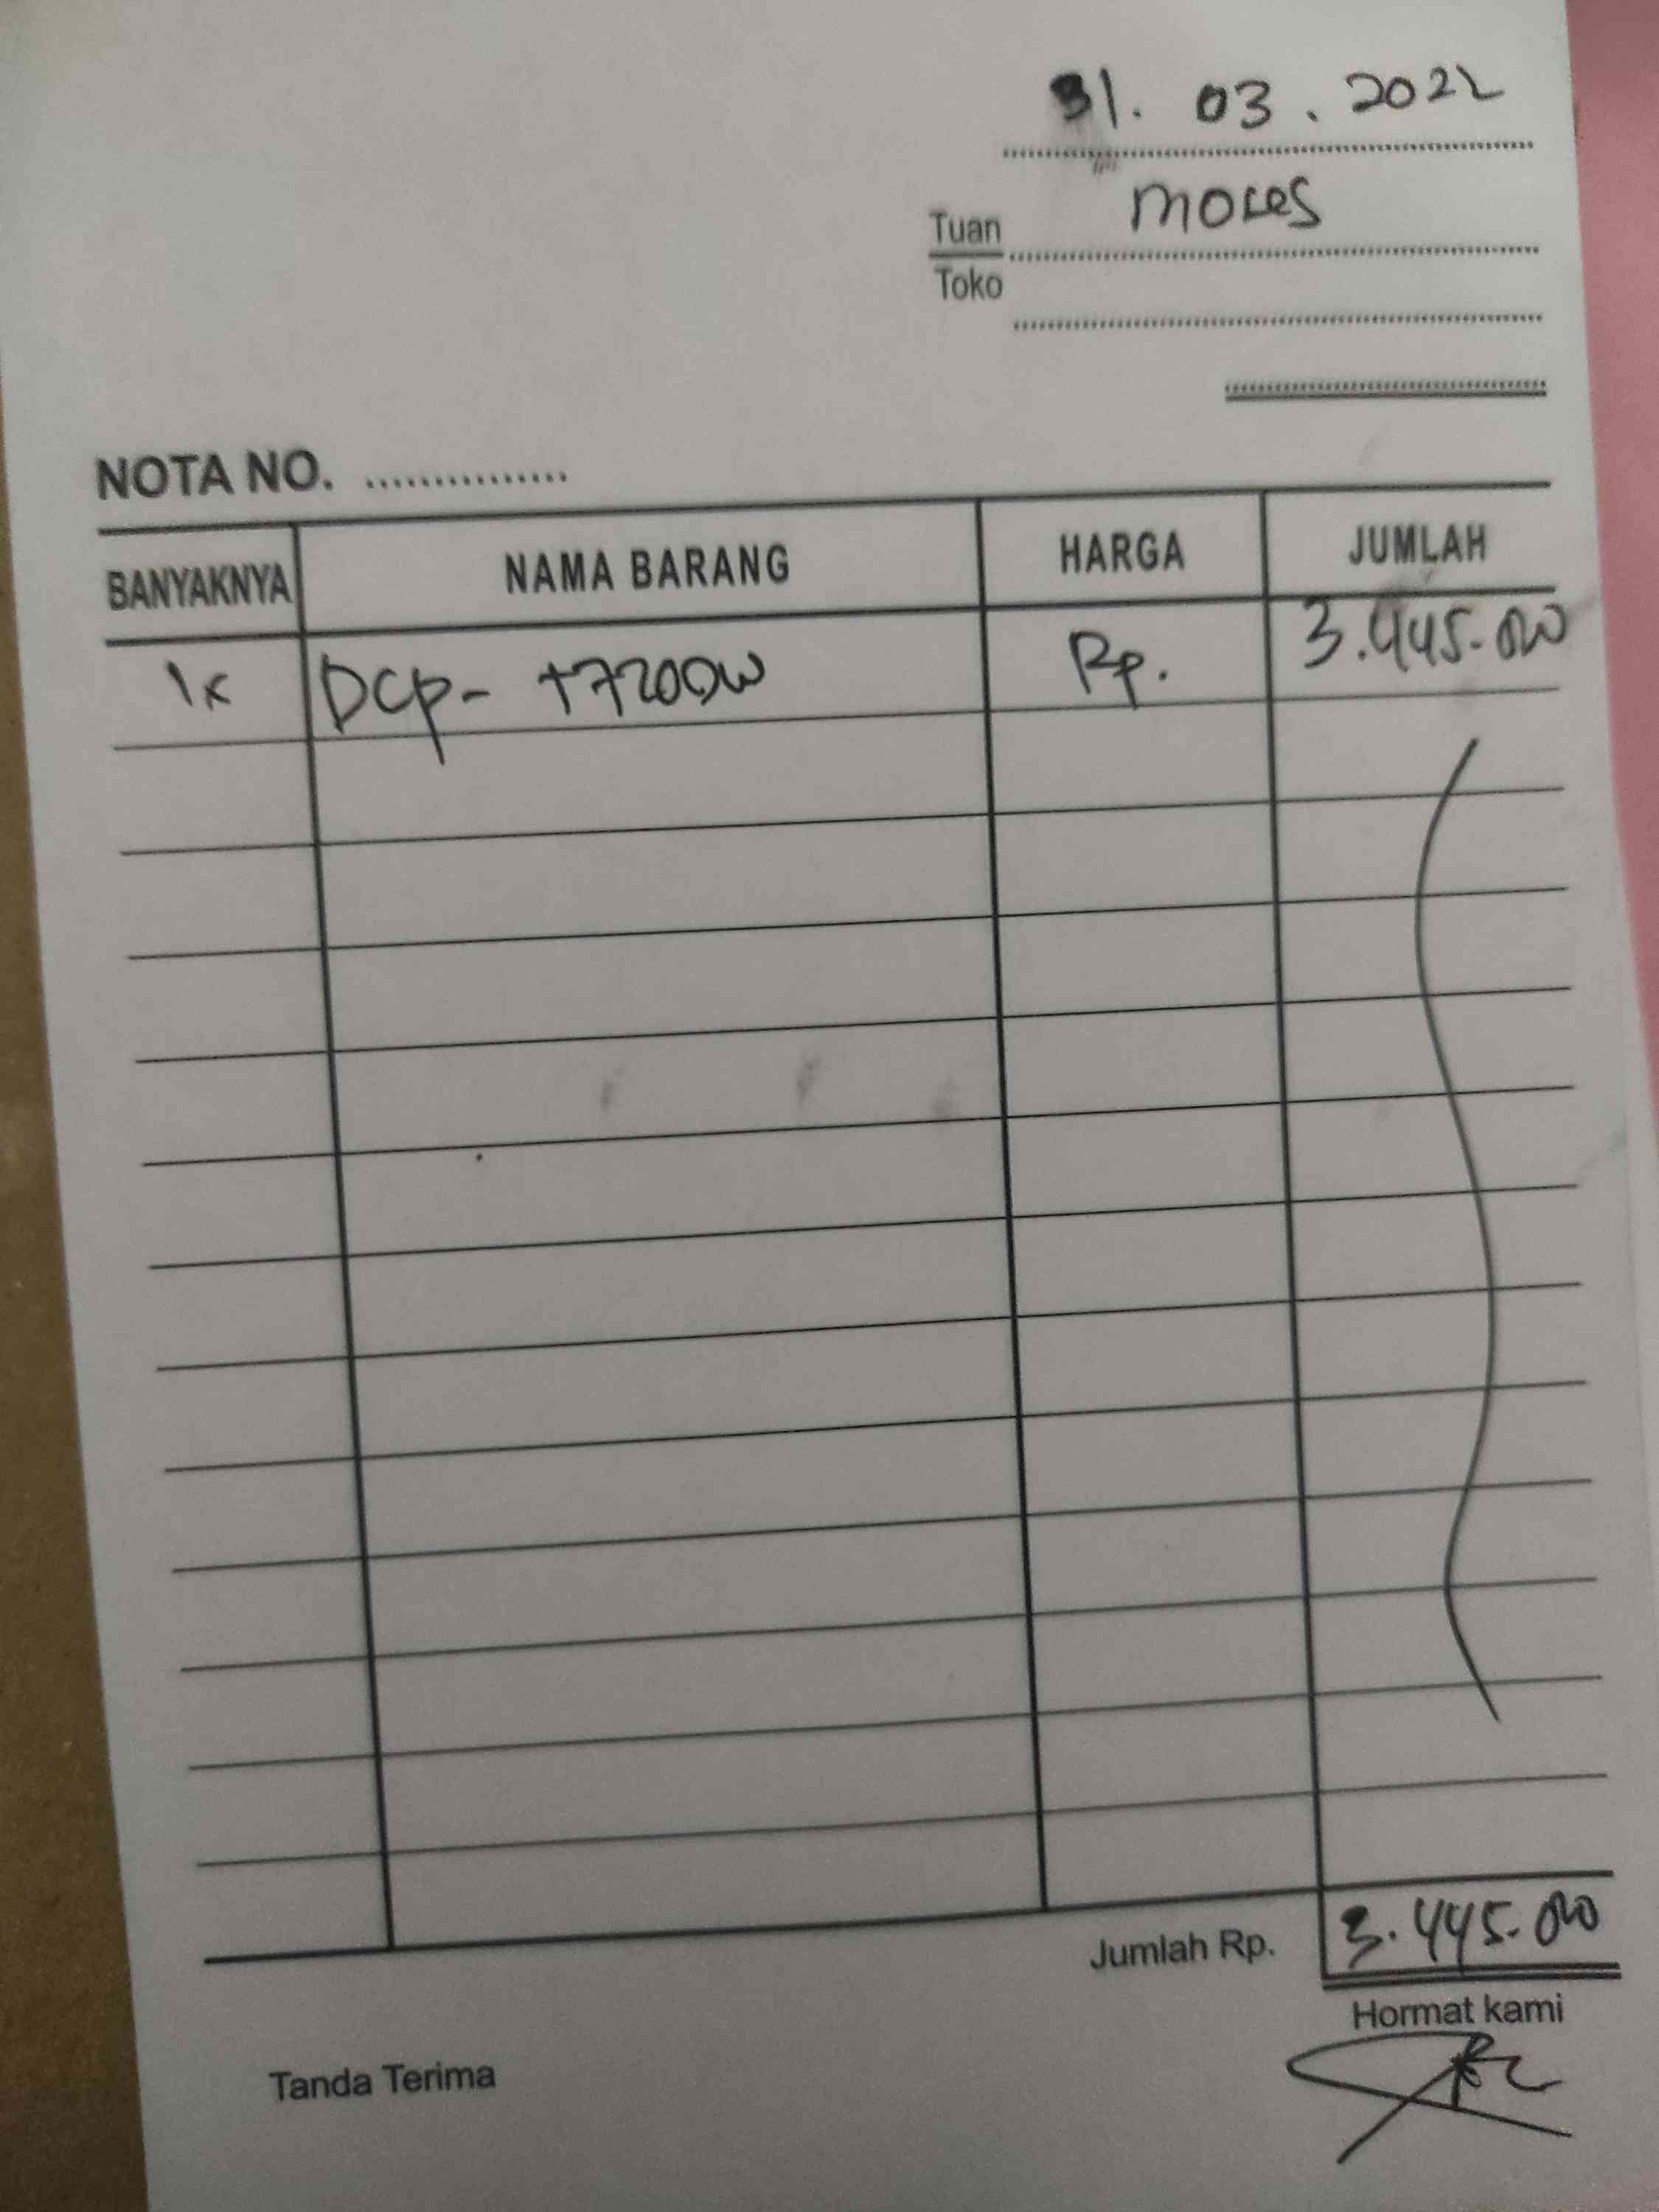 31. 03. 2022
Tuan moses
Toko
NOTA NO. ...............
BANYAKNYA NAMA BARANG HARGA JUMLAH
1x DCP- T720DW Rp. 3.445.000
Jumlah Rp. 3.445.000
Hormat kami
Tanda Terima